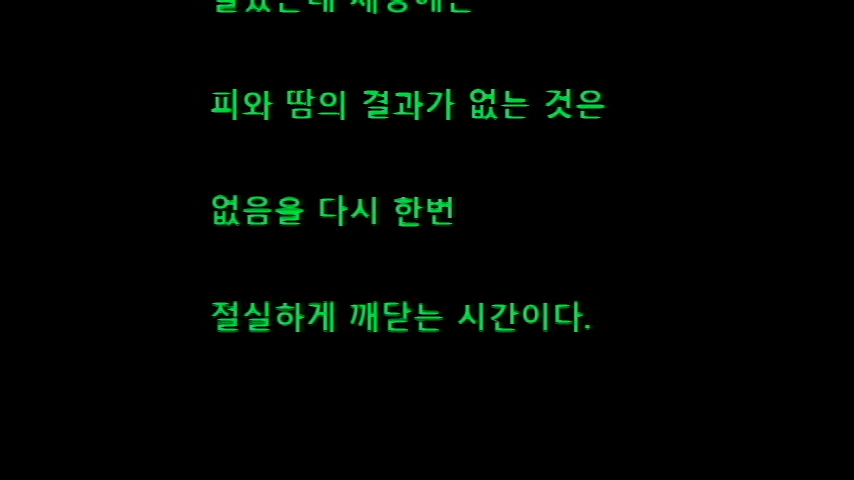 피와 땀의 결과가 없는 것은
없음을 다시 한번
절실하게 깨닫는 시간이다.